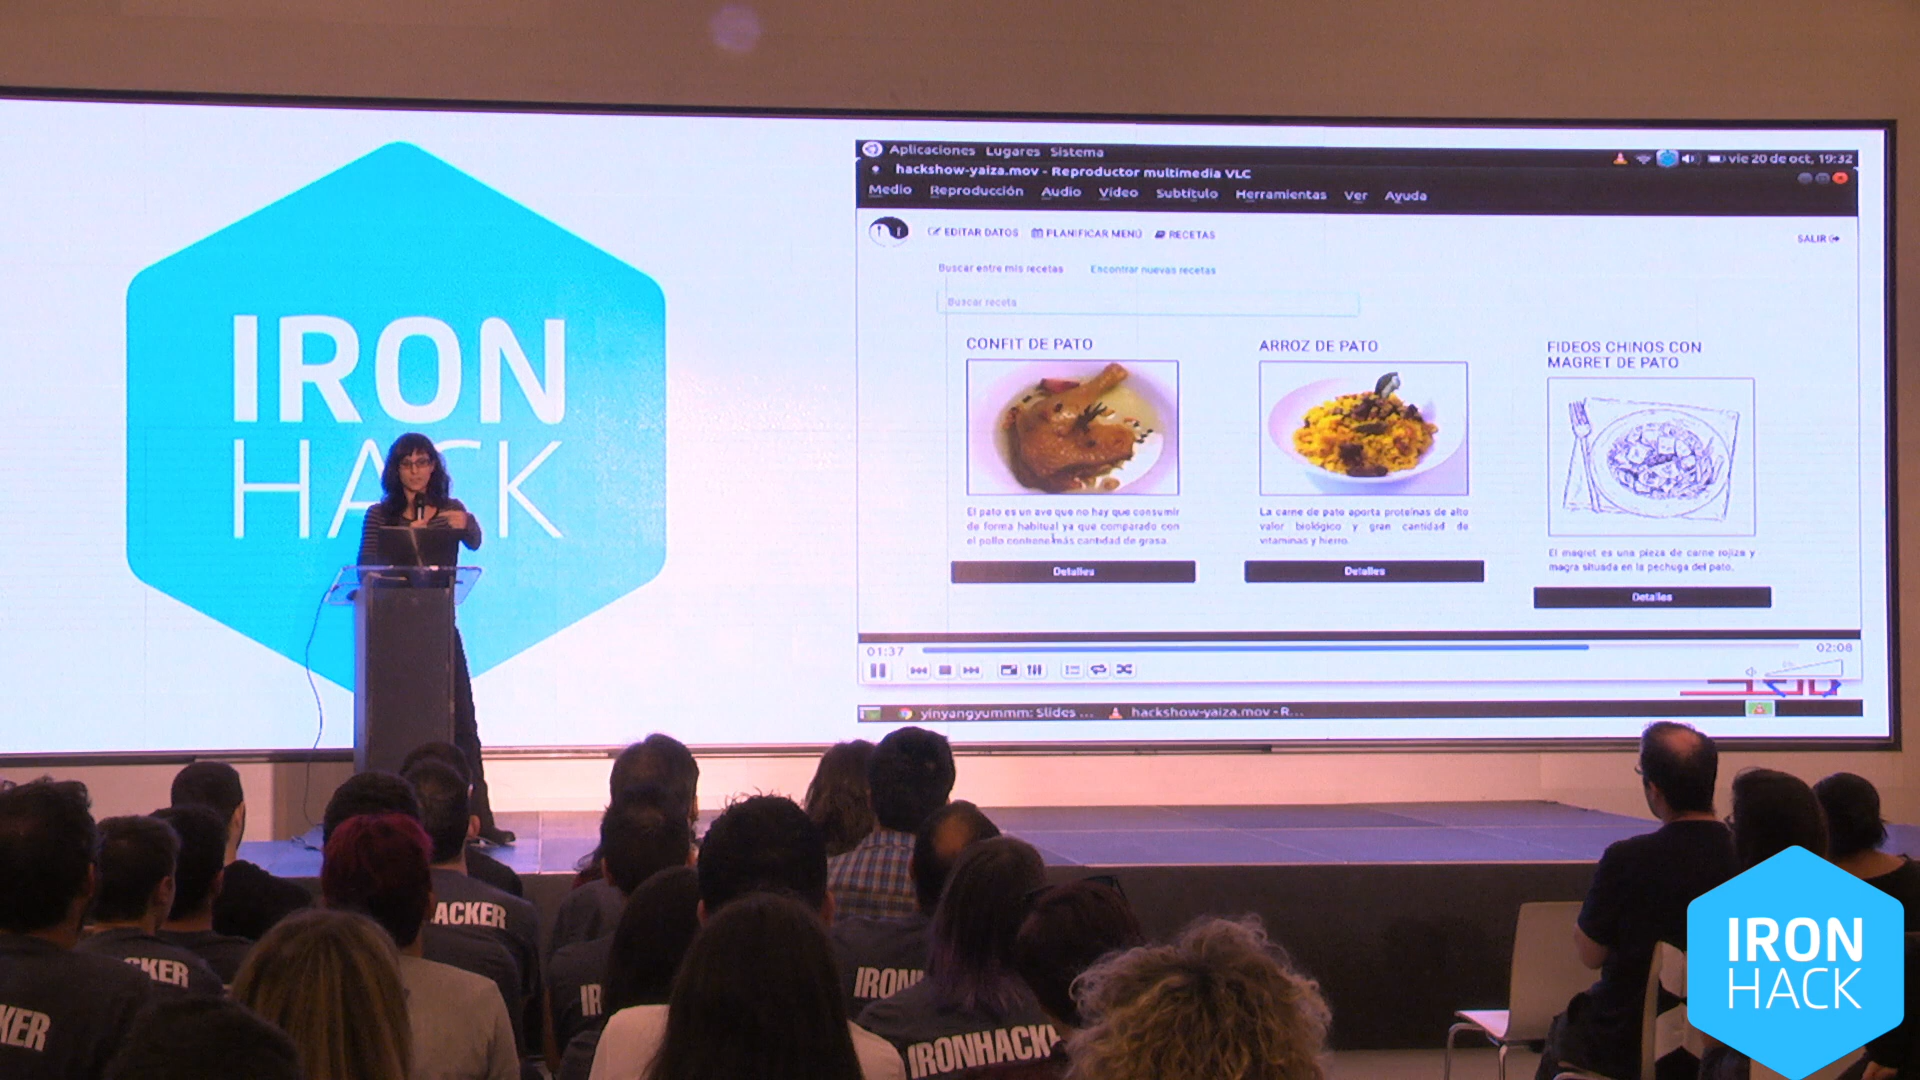 IRON
HACK
Aplicaciones Lugares Sistema
vie 20 de oct, 19:32
hackshow-yaiza.mov - Reproductor multimedia VLC
Medio Reproducción Audio Vídeo Subtítulo Herramientas Ver Ayuda
EDITAR DATOS PLANIFICAR MENÚ RECETAS
SALIR
Buscar entre mis recetas Encontrar nuevas recetas
Buscar receta
CONFIT DE PATO
El pato es un ave que no hay que consumir
de forma habitual ya que comparado con
el pollo contiene más cantidad de grasa.
Detalles
ARROZ DE PATO
La carne de pato aporta proteínas de alto
valor biológico y gran cantidad de
vitaminas y hierro.
Detalles
FIDEOS CHINOS CON
MAGRET DE PATO
El magret es una pieza de carne rojiza y
magra situada en la pechuga del pato.
Detalles
01:37
02:08
yinyangyummm: Slides ...
hackshow-yaiza.mov - R...
ACKER
KER
KER
IR
IRON
IRONHACK
IRON
HACK